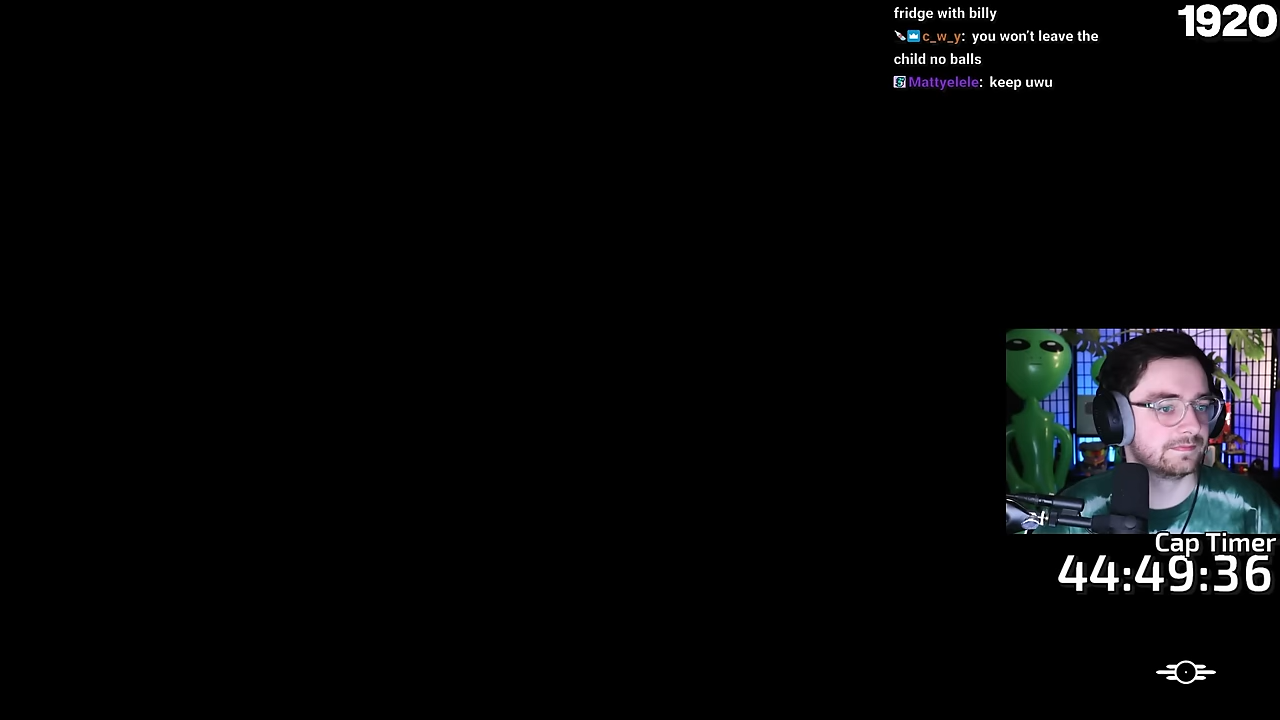 fridge with billy
1920
c_w_y: you won't leave the
child no balls
Mattyelele: keep uwu
Cap Timer
44:49:36